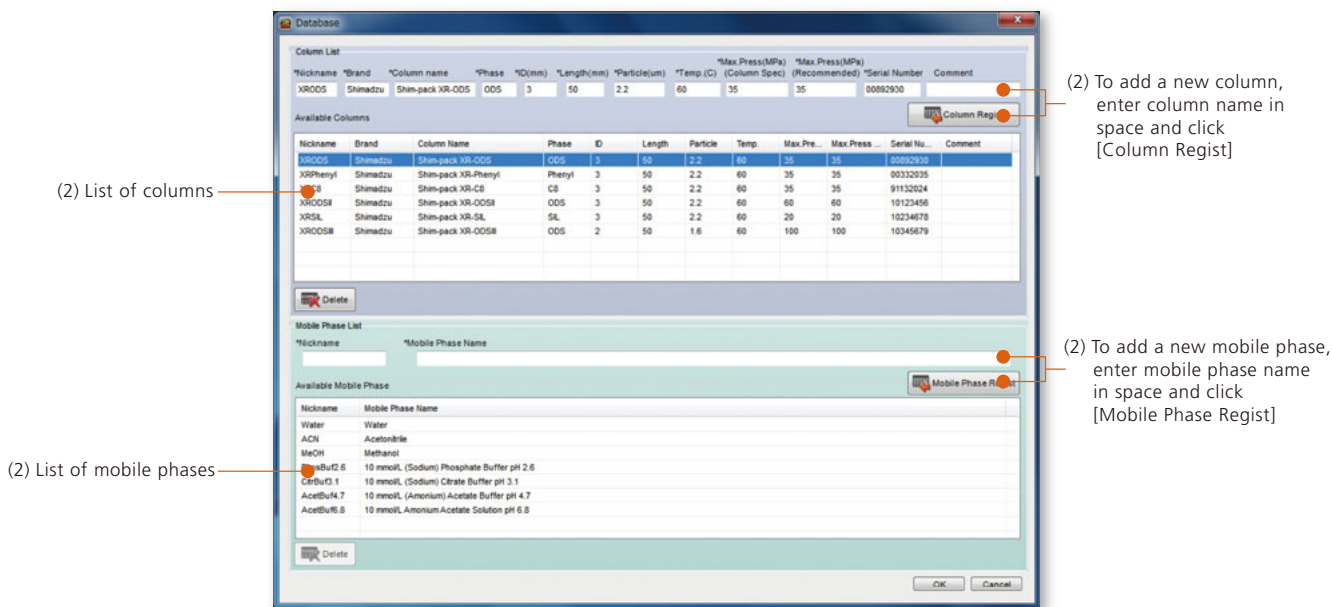 Database
Column List
*Max.Press(MPa) *Max.Press(MPa)
*Nickname *Brand *Column name *Phase *ID(mm) *Length(mm) *Particle(um) *Temp.(C) (Column Spec) (Recommended) *Serial Number Comment
XRODS Shimadzu Shim-pack XR-ODS ODS 3 50 2.2 60 35 35 00892930
(2) To add a new column,
enter column name in
space and click
[Column Regist]
Column Regist
Available Columns
Nickname Brand Column Name Phase ID Length Particle Temp. Max.Pre... Max.Press ... Serial Nu... Comment
XRODS Shimadzu Shim-pack XR-ODS ODS 3 50 2.2 60 35 35 00892930
XRPhenyl Shimadzu Shim-pack XR-Phenyl Phenyl 3 50 2.2 60 35 35 00332035
Shimadzu Shim-pack XR-C8 C8 3 50 2.2 60 35 35 91132024
XRODSII Shimadzu Shim-pack XR-ODSII ODS 3 50 2.2 60 60 60 10123456
XRSIL Shimadzu Shim-pack XR-SIL SIL 3 50 2.2 60 20 20 10234678
XRODSIII Shimadzu Shim-pack XR-ODSIII ODS 2 50 1.6 60 100 100 10345679
(2) List of columns
Delete
Mobile Phase List
*Nickname *Mobile Phase Name
(2) To add a new mobile phase,
enter mobile phase name
in space and click
[Mobile Phase Regist]
Mobile Phase Regist
Available Mobile Phase
Nickname Mobile Phase Name
Water Water
ACN Acetonitrile
MeOH Methanol
10 mmol/L (Sodium) Phosphate Buffer pH 2.6
CitrBuf3.1 10 mmol/L (Sodium) Citrate Buffer pH 3.1
AcetBuf4.7 10 mmol/L (Amonium) Acetate Buffer pH 4.7
AcetBuf6.8 10 mmol/L Amonium Acetate Solution pH 6.8
(2) List of mobile phases
Delete
OK Cancel